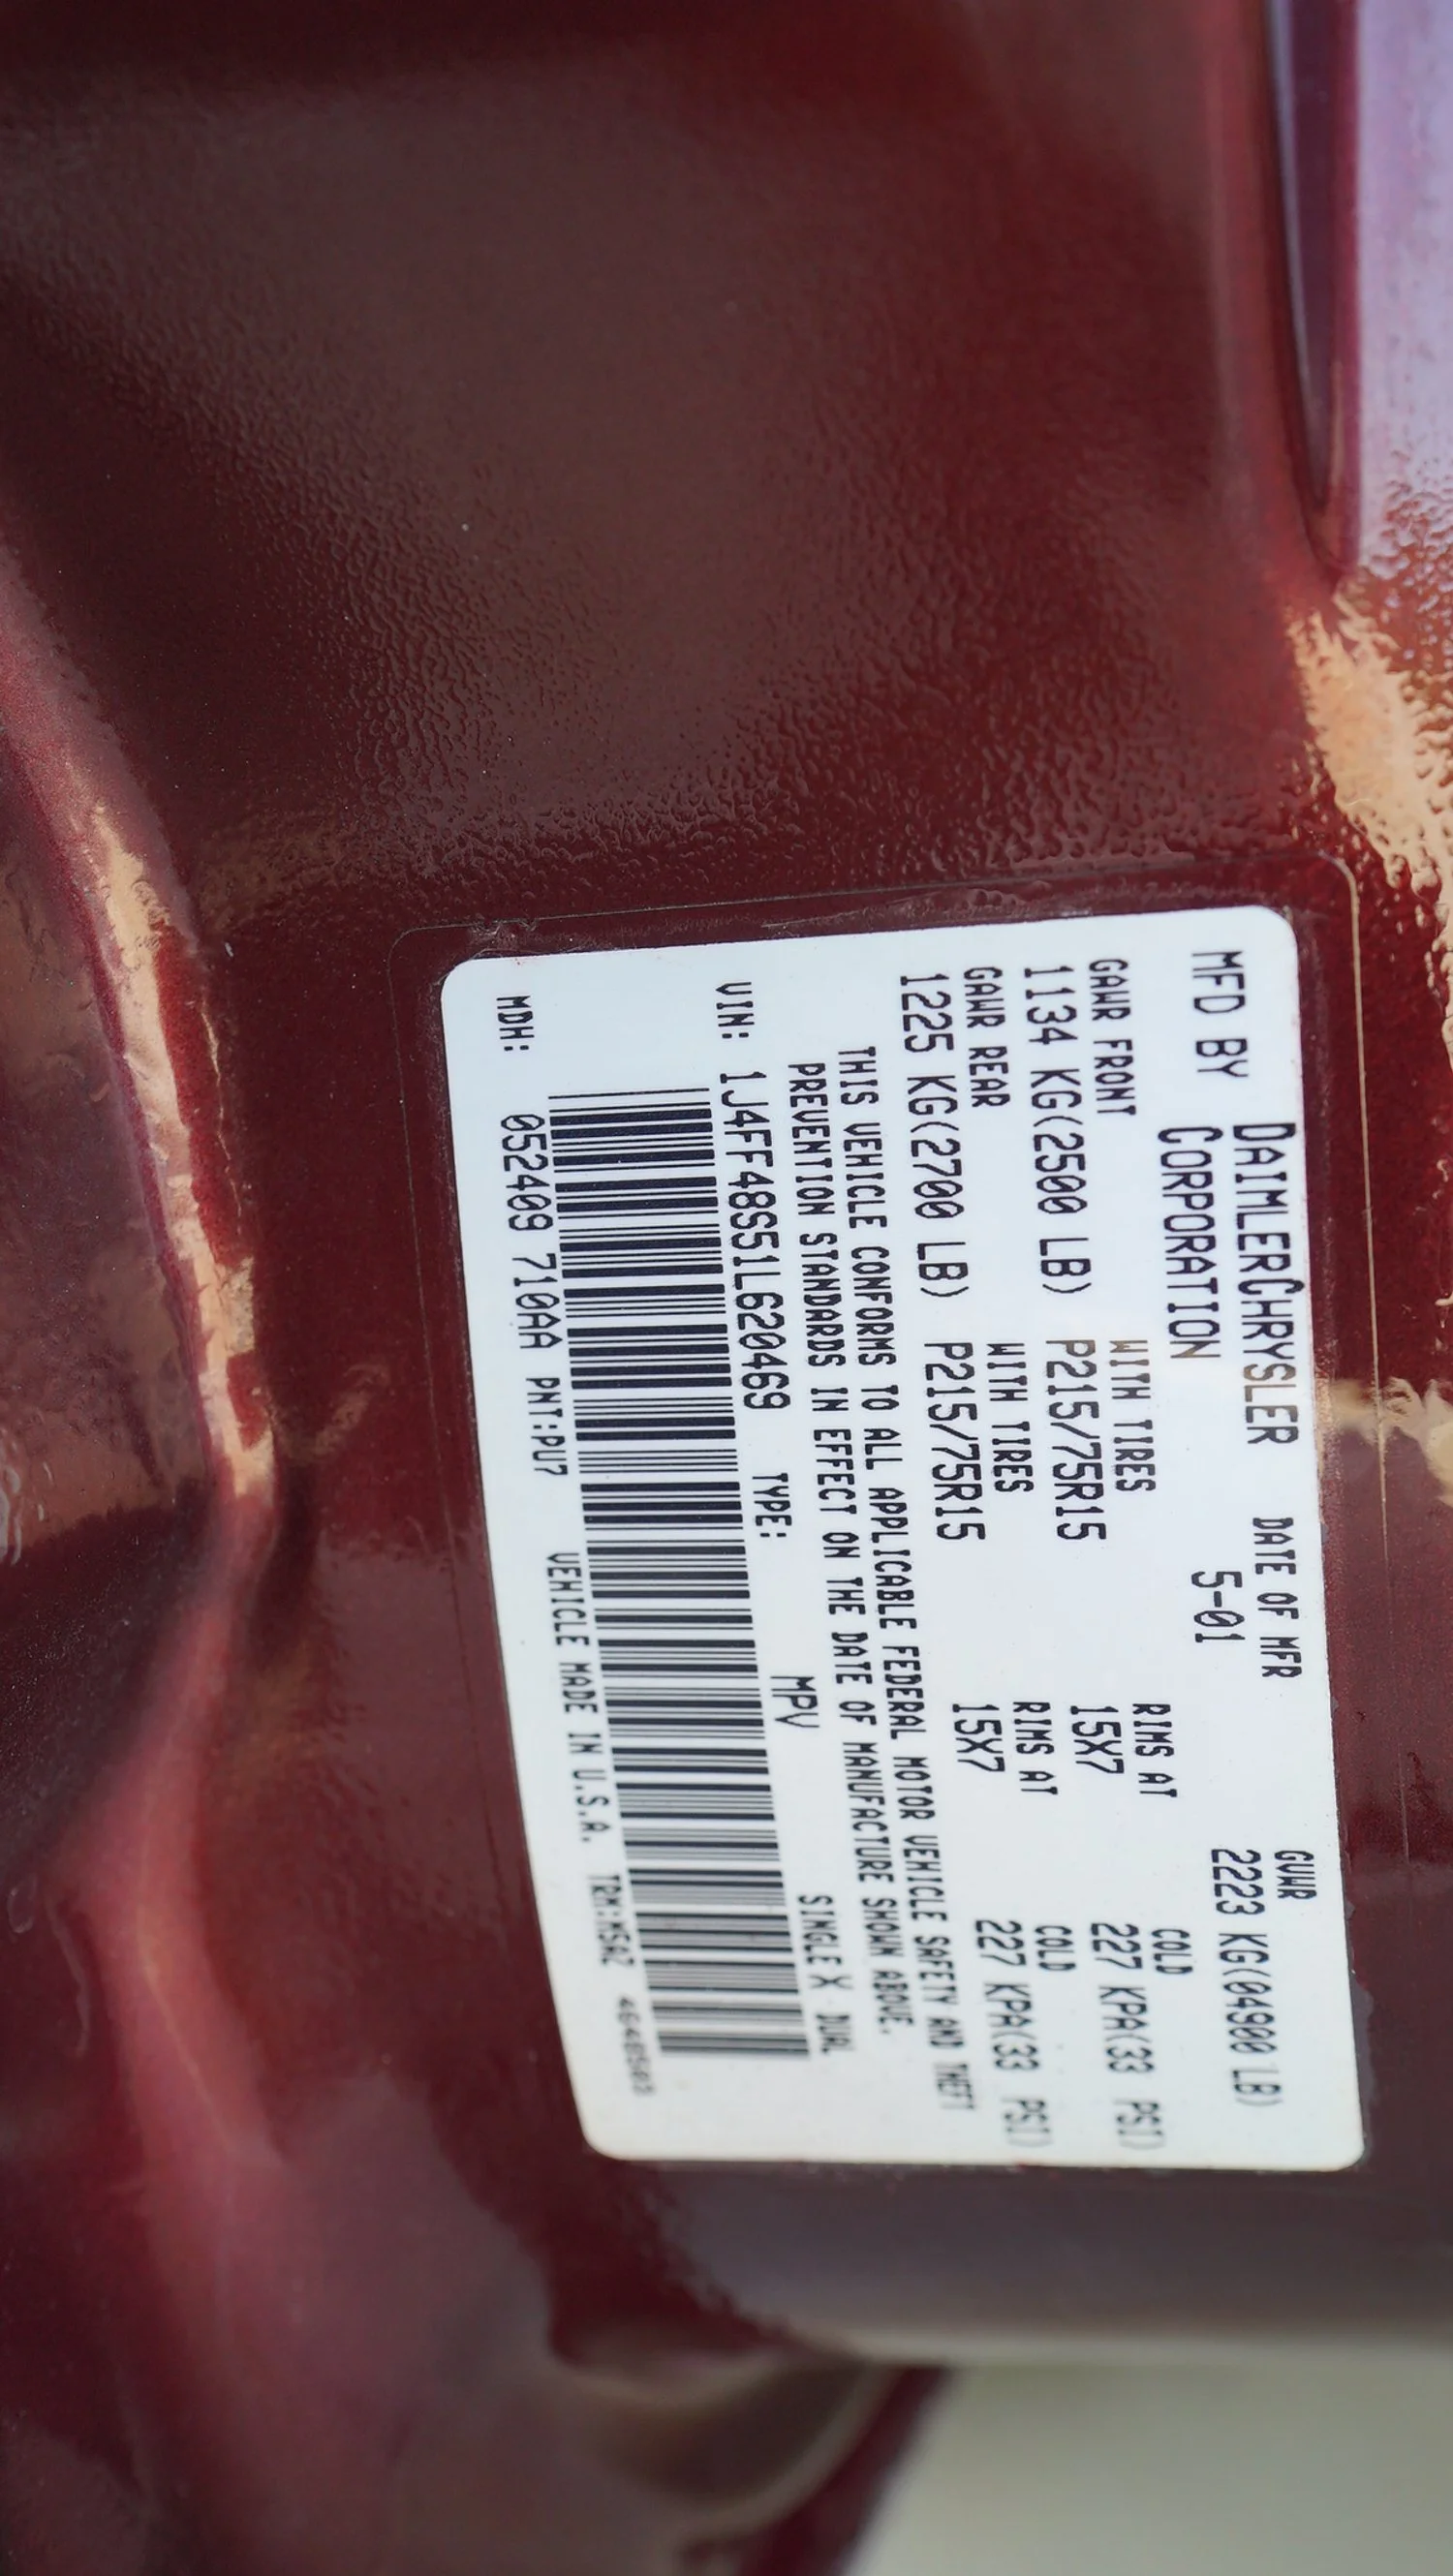 MFD BY DAIMLERCHRYSLER CORPORATION
DATE OF MFR 5-01
GVWR 2223 KG(04900 LB)
GAWR FRONT WITH TIRES RIMS AT COLD
1134 KG(2500 LB) P215/75R15 15X7 227 KPA(33 PSI)
GAWR REAR WITH TIRES RIMS AT COLD
1225 KG(2700 LB) P215/75R15 15X7 227 KPA(33 PSI)
THIS VEHICLE CONFORMS TO ALL APPLICABLE FEDERAL MOTOR VEHICLE SAFETY AND THEFT
PREVENTION STANDARDS IN EFFECT ON THE DATE OF MANUFACTURE SHOWN ABOVE.
VIN: 1J4FF48S51L620469 TYPE: MPV SINGLE X DUAL
MDH: 052409 710AA PNT:PU7 VEHICLE MADE IN U.S.A.